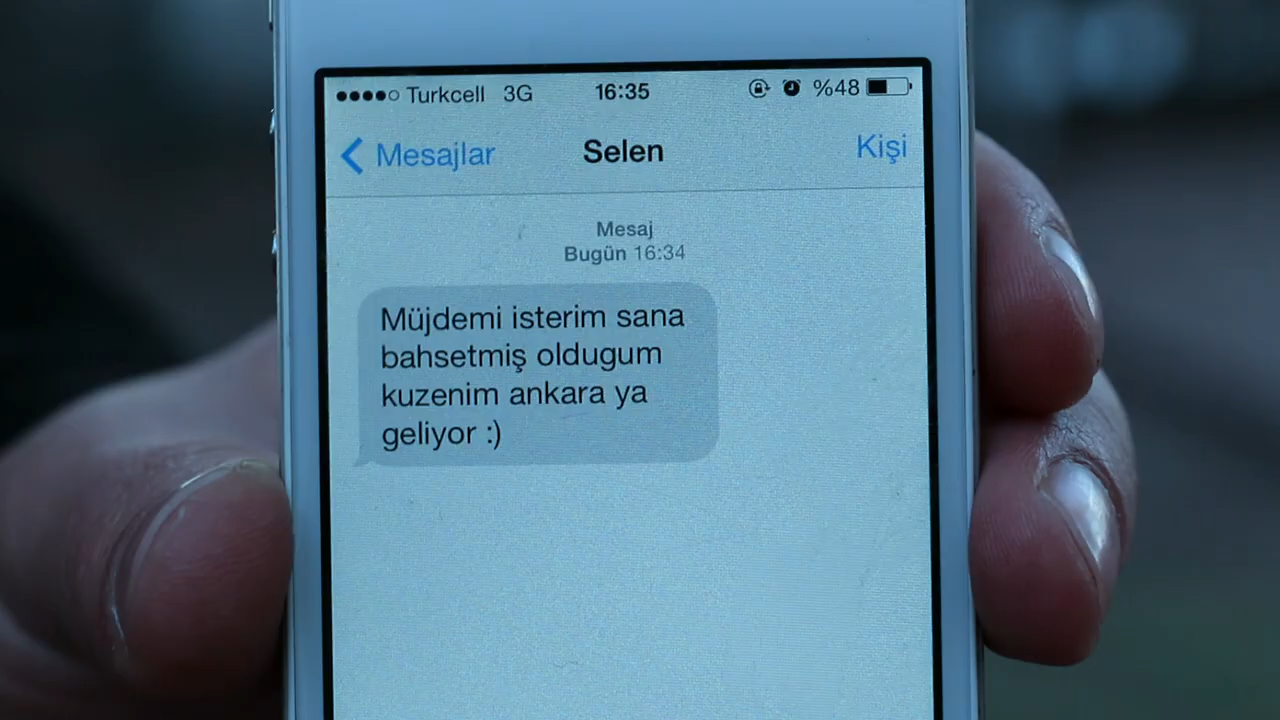 Turkcell 3G 16:35 %48
Mesajlar Selen Kişi
Mesaj
Bugün 16:34
Müjdemi isterim sana
bahsetmiş oldugum
kuzenim ankara ya
geliyor :)